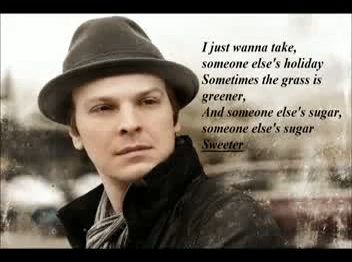 I just wanna take,
someone else's holiday
Sometimes the grass is
greener,
And someone else's sugar,
someone else's sugar
Sweeter